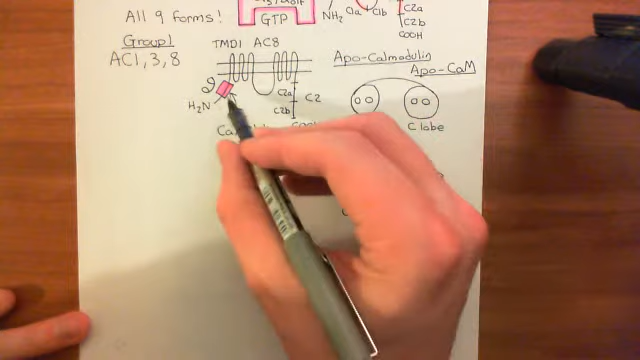 All 9 forms!
GTP
NH2 C1a C1b
C2a
C2b
COOH
Group 1
AC1, 3, 8
TMD1 AC8
Apo-Calmodulin
Apo-CaM
C2a
C2
C2b
H2N
C lobe